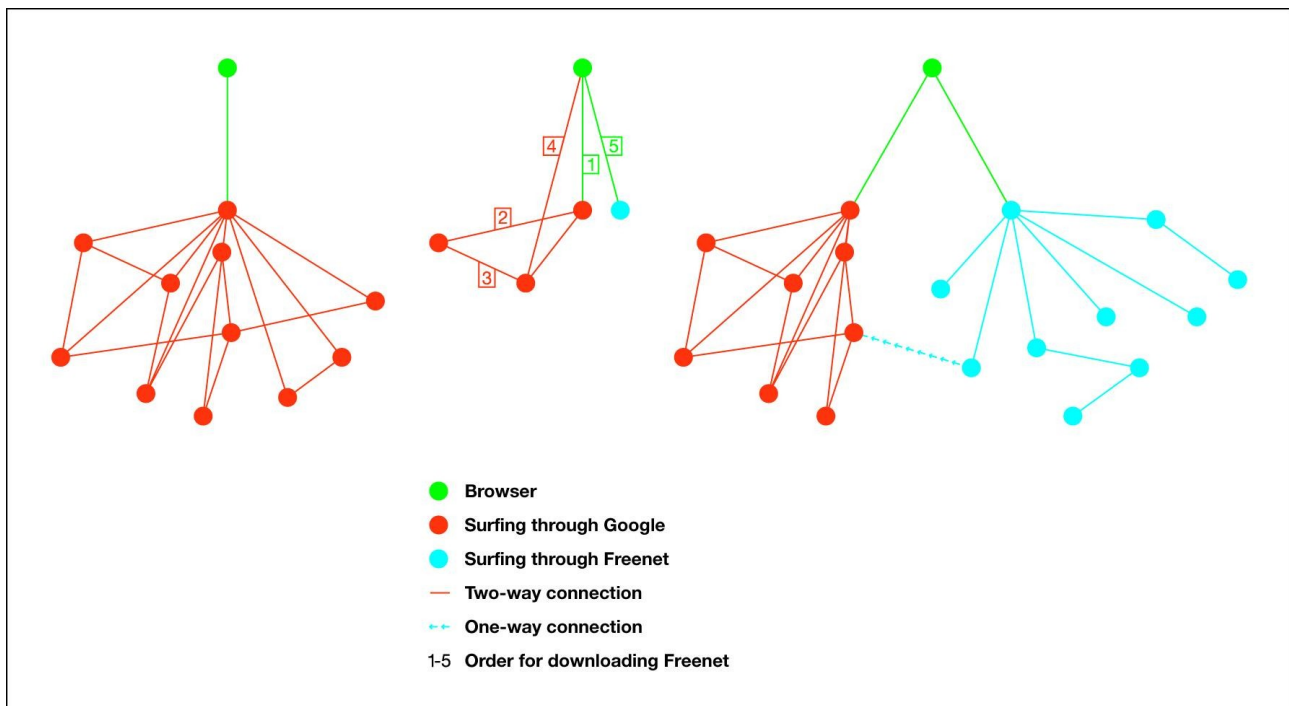 4
5
1
2
3
Browser
Surfing through Google
Surfing through Freenet
Two-way connection
One-way connection
1-5 Order for downloading Freenet